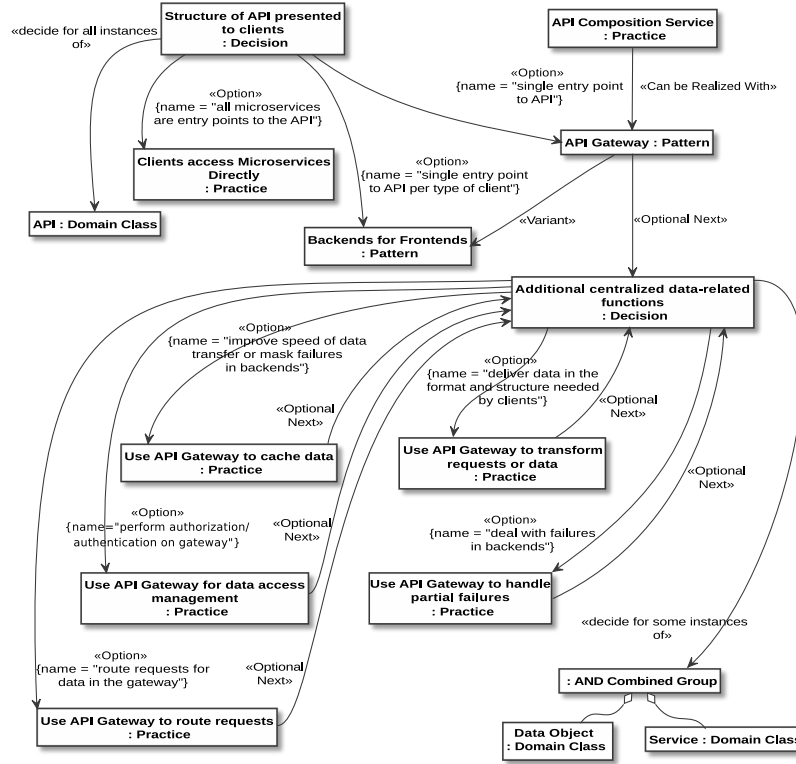 Structure of API presented
to clients
: Decision
API Composition Service
: Practice
«decide for all instances
of»
«Option»
{name = "all microservices
are entry points to the API"}
«Option»
{name = "single entry point
to API"}
«Can be Realized With»
API Gateway : Pattern
Clients access Microservices
Directly
: Practice
«Option»
{name = "single entry point
to API per type of client"}
API : Domain Class
Backends for Frontends
: Pattern
«Variant»
«Optional Next»
Additional centralized data-related
functions
: Decision
«Option»
{name = "improve speed of data
transfer or mask failures
in backends"}
«Option»
{name = "deliver data in the
format and structure needed
by clients"}
«Optional
Next»
«Optional
Next»
Use API Gateway to cache data
: Practice
Use API Gateway to transform
requests or data
: Practice
«Optional
Next»
«Option»
{name="perform authorization/
authentication on gateway"}
«Optional
Next»
«Option»
{name = "deal with failures
in backends"}
Use API Gateway for data access
management
: Practice
Use API Gateway to handle
partial failures
: Practice
«decide for some instances
of»
«Option»
{name = "route requests for
data in the gateway"}
«Optional
Next»
: AND Combined Group
Use API Gateway to route requests
: Practice
Data Object
: Domain Class
Service : Domain Class